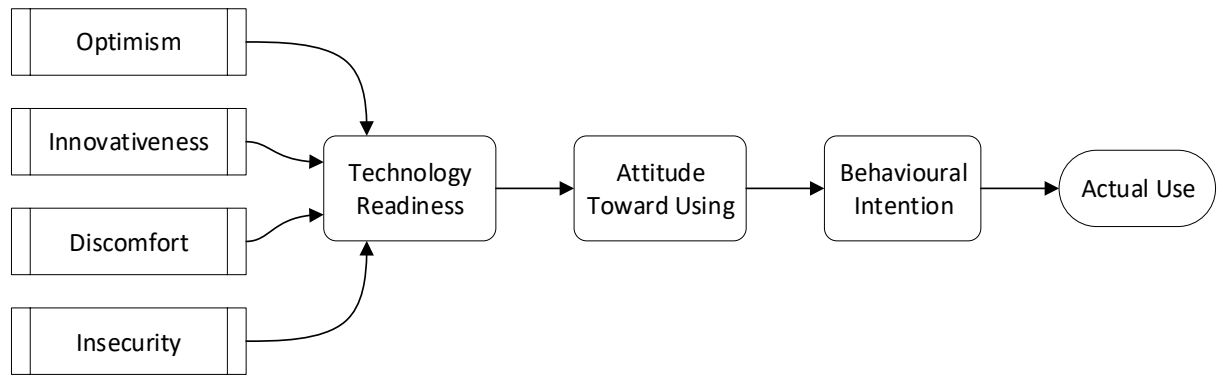 Optimism
Innovativeness
Discomfort
Insecurity
Technology
Readiness
Attitude
Toward Using
Behavioural
Intention
Actual Use